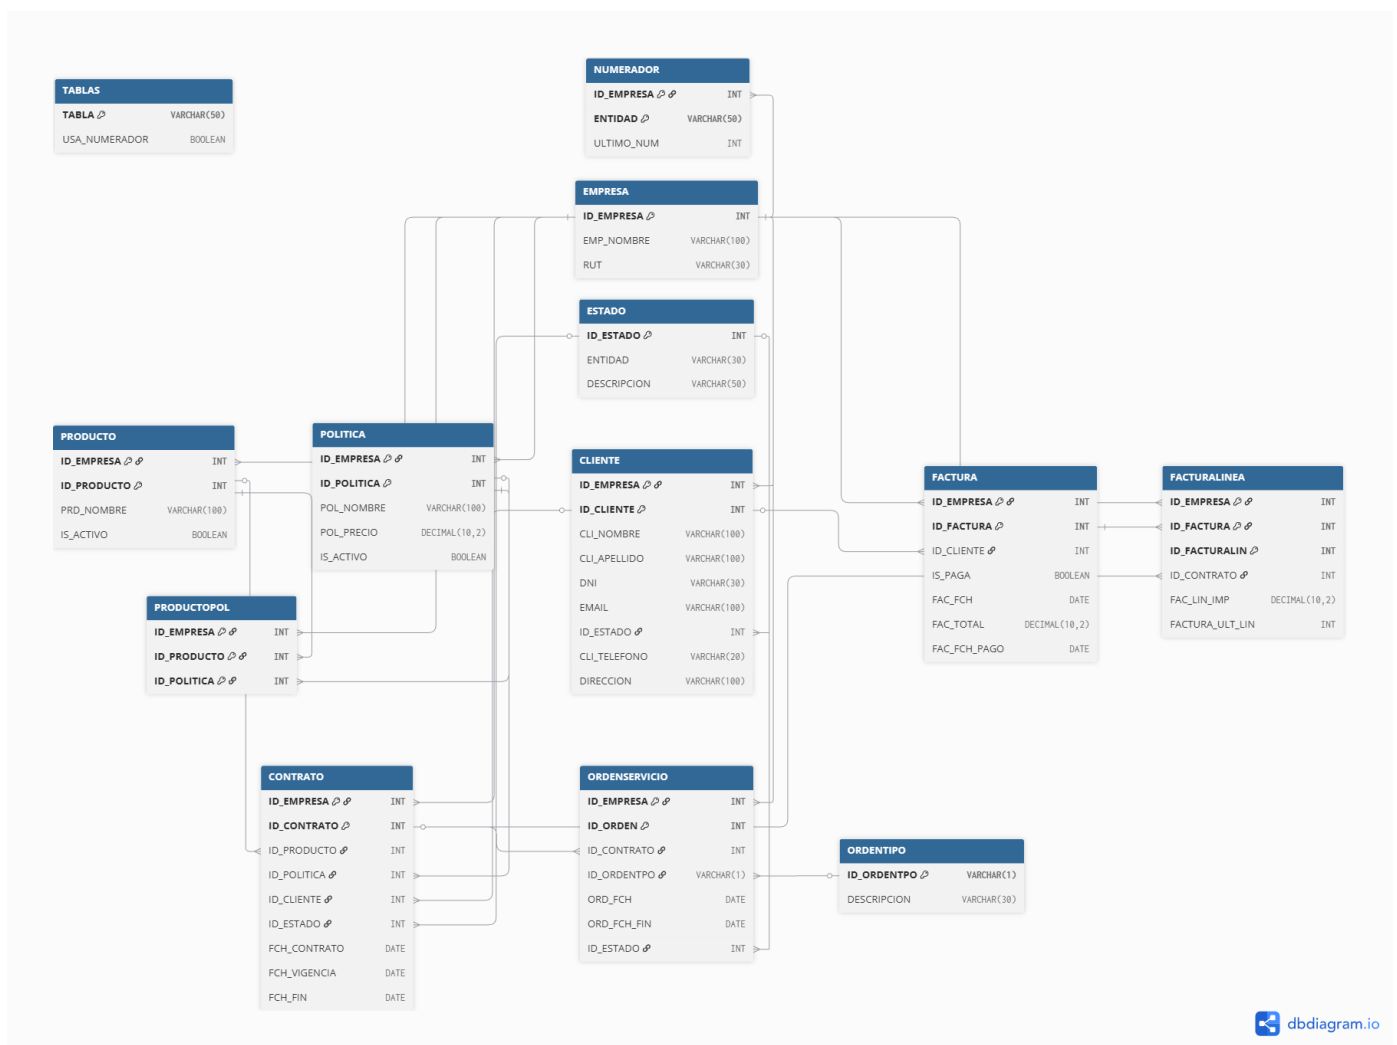 TABLAS
TABLA VARCHAR(50)
USA_NUMERADOR BOOLEAN
NUMERADOR
ID_EMPRESA INT
ENTIDAD VARCHAR(50)
ULTIMO_NUM INT
EMPRESA
ID_EMPRESA INT
EMP_NOMBRE VARCHAR(100)
RUT VARCHAR(30)
ESTADO
ID_ESTADO INT
ENTIDAD VARCHAR(30)
DESCRIPCION VARCHAR(50)
PRODUCTO
ID_EMPRESA INT
ID_PRODUCTO INT
PRD_NOMBRE VARCHAR(100)
IS_ACTIVO BOOLEAN
POLITICA
ID_EMPRESA INT
ID_POLITICA INT
POL_NOMBRE VARCHAR(100)
POL_PRECIO DECIMAL(10,2)
IS_ACTIVO BOOLEAN
CLIENTE
ID_EMPRESA INT
ID_CLIENTE INT
CLI_NOMBRE VARCHAR(100)
CLI_APELLIDO VARCHAR(100)
DNI VARCHAR(30)
EMAIL VARCHAR(100)
ID_ESTADO INT
CLI_TELEFONO VARCHAR(20)
DIRECCION VARCHAR(100)
FACTURA
ID_EMPRESA INT
ID_FACTURA INT
ID_CLIENTE INT
IS_PAGA BOOLEAN
FAC_FCH DATE
FAC_TOTAL DECIMAL(10,2)
FAC_FCH_PAGO DATE
FACTURALINEA
ID_EMPRESA INT
ID_FACTURA INT
ID_FACTURALIN INT
ID_CONTRATO INT
FAC_LIN_IMP DECIMAL(10,2)
FACTURA_ULT_LIN INT
PRODUCTOPOL
ID_EMPRESA INT
ID_PRODUCTO INT
ID_POLITICA INT
CONTRATO
ID_EMPRESA INT
ID_CONTRATO INT
ID_PRODUCTO INT
ID_POLITICA INT
ID_CLIENTE INT
ID_ESTADO INT
FCH_CONTRATO DATE
FCH_VIGENCIA DATE
FCH_FIN DATE
ORDENSERVICIO
ID_EMPRESA INT
ID_ORDEN INT
ID_CONTRATO INT
ID_ORDENTPO VARCHAR(1)
ORD_FCH DATE
ORD_FCH_FIN DATE
ID_ESTADO INT
ORDENTIPO
ID_ORDENTPO VARCHAR(1)
DESCRIPCION VARCHAR(30)
dbdiagram.io